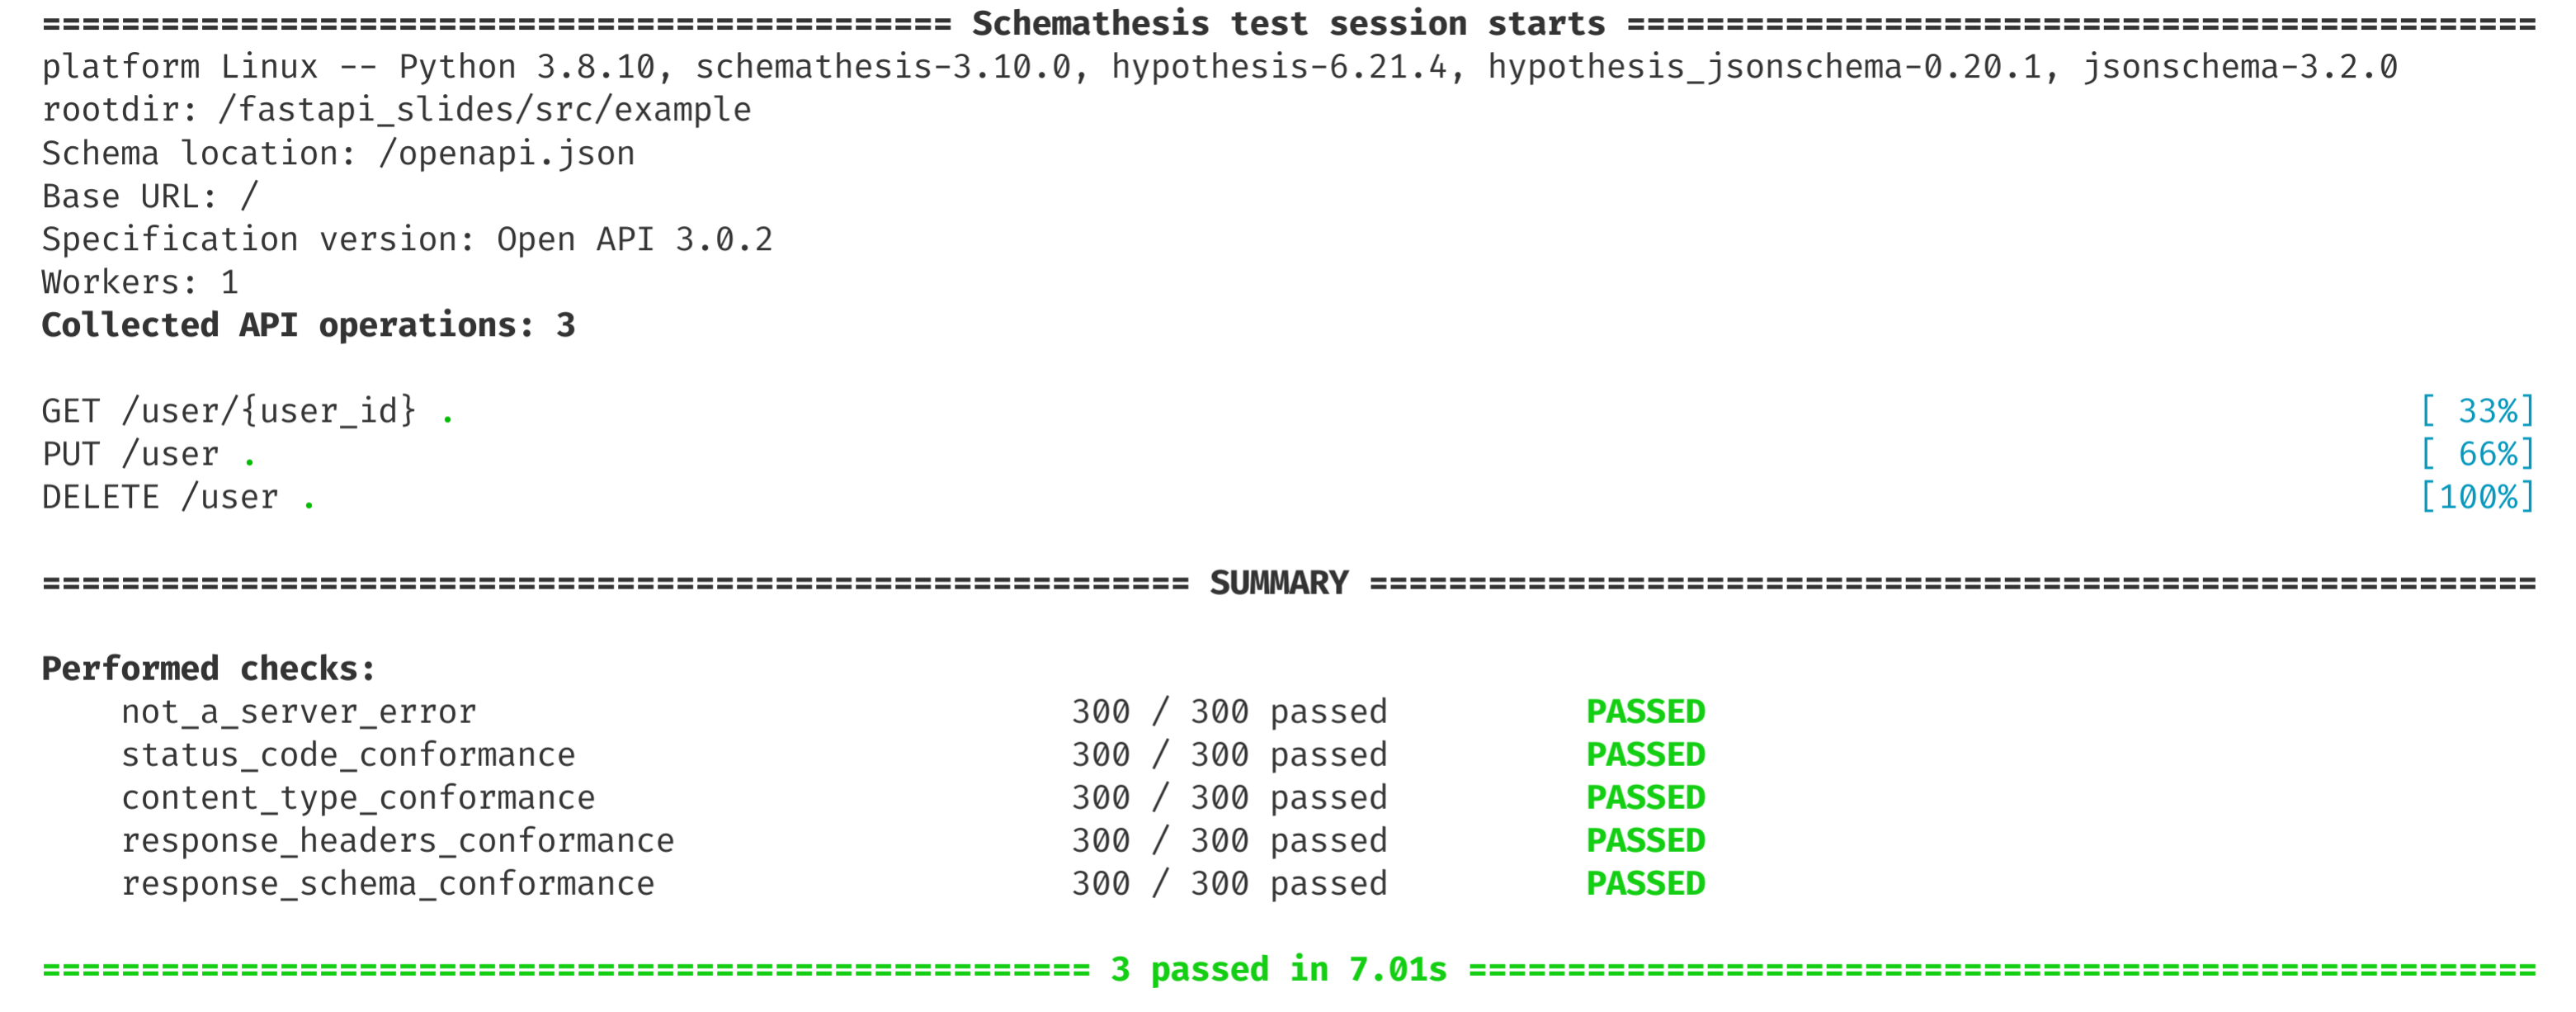 ============================================== Schemathesis test session starts ==============================================
platform Linux -- Python 3.8.10, schemathesis-3.10.0, hypothesis-6.21.4, hypothesis_jsonschema-0.20.1, jsonschema-3.2.0
rootdir: /fastapi_slides/src/example
Schema location: /openapi.json
Base URL: /
Specification version: Open API 3.0.2
Workers: 1
Collected API operations: 3

GET /user/{user_id} . [ 33%]
PUT /user . [ 66%]
DELETE /user . [100%]

========================================================== SUMMARY ===========================================================

Performed checks:
    not_a_server_error 300 / 300 passed PASSED
    status_code_conformance 300 / 300 passed PASSED
    content_type_conformance 300 / 300 passed PASSED
    response_headers_conformance 300 / 300 passed PASSED
    response_schema_conformance 300 / 300 passed PASSED

===================================================== 3 passed in 7.01s ======================================================